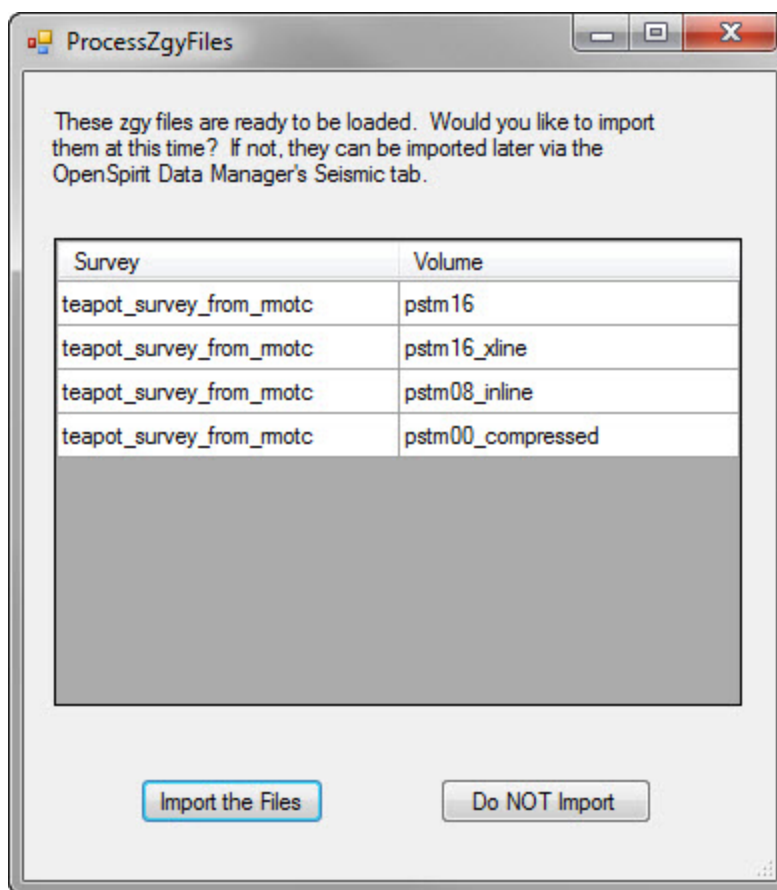 ProcessZgyFiles
These zgy files are ready to be loaded. Would you like to import
them at this time? If not, they can be imported later via the
OpenSpirit Data Manager's Seismic tab.
Survey Volume
teapot_survey_from_rmotc pstm16
teapot_survey_from_rmotc pstm16_xline
teapot_survey_from_rmotc pstm08_inline
teapot_survey_from_rmotc pstm00_compressed
Import the Files Do NOT Import